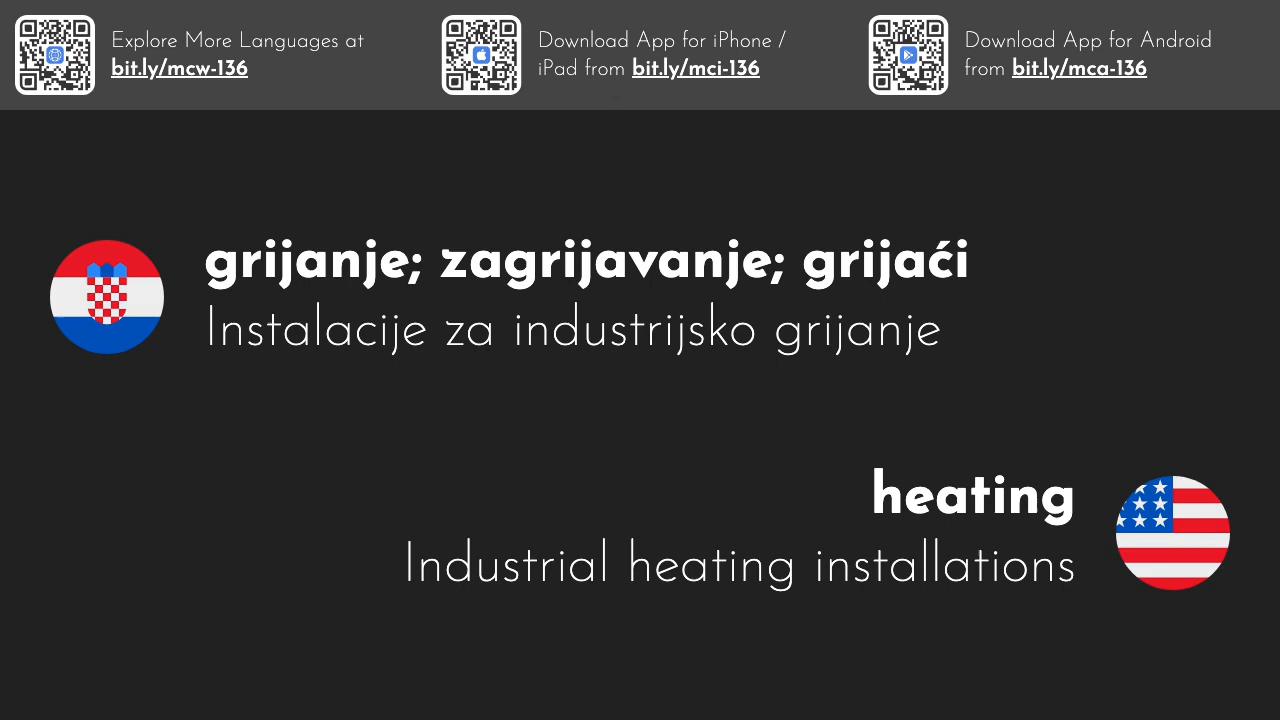 Explore More Languages at
bit.ly/mcw-136
Download App for iPhone /
iPad from bit.ly/mci-136
Download App for Android
from bit.ly/mca-136
grijanje; zagrijavanje; grijaći
Instalacije za industrijsko grijanje
heating
Industrial heating installations